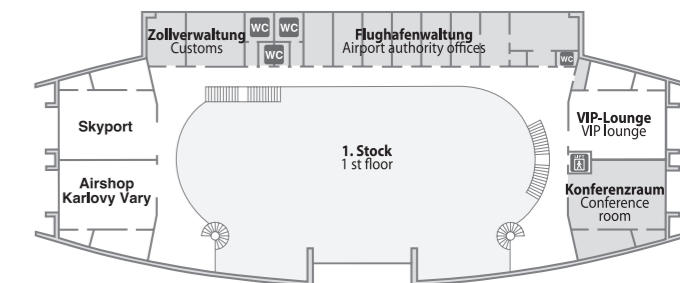 Zollverwaltung
Customs
WC
WC
WC
Flughafenwaltung
Airport authority offices
WC
Skyport
Airshop
Karlovy Vary
1. Stock
1 st floor
VIP-Lounge
VIP lounge
LIFT
Konferenzraum
Conference
room